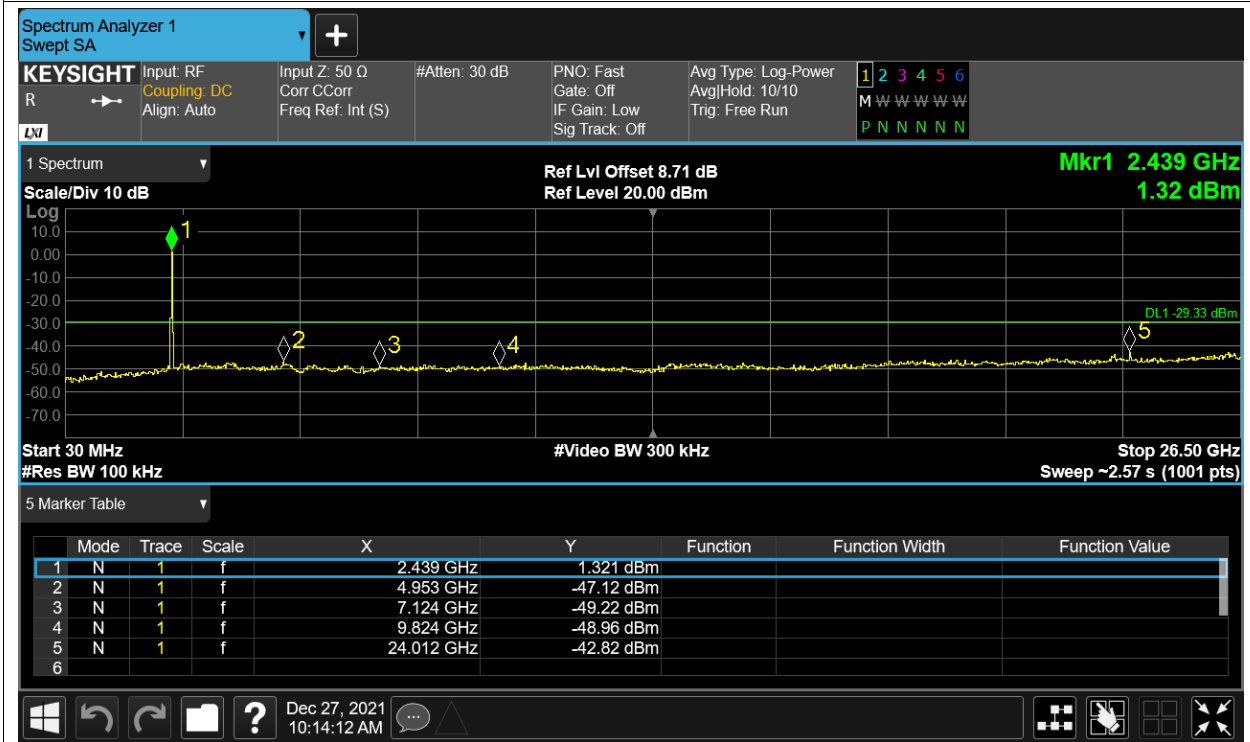 Spectrum Analyzer 1
Swept SA
+
KEYSIGHT
R
LXI
Input: RF
Coupling: DC
Align: Auto
Input Z: 50 Ω
Corr CCorr
Freq Ref: Int (S)
#Atten: 30 dB
PNO: Fast
Gate: Off
IF Gain: Low
Sig Track: Off
Avg Type: Log-Power
Avg|Hold: 10/10
Trig: Free Run
1 2 3 4 5 6
M W W W W W
P N N N N N
1 Spectrum
Scale/Div 10 dB
Ref Lvl Offset 8.71 dB
Ref Level 20.00 dBm
Mkr1 2.439 GHz
1.32 dBm
Log
10.0
0.00
-10.0
-20.0
-30.0
-40.0
-50.0
-60.0
-70.0
1
2
3
4
5
DL1 -29.33 dBm
Start 30 MHz
#Res BW 100 kHz
#Video BW 300 kHz
Stop 26.50 GHz
Sweep ~2.57 s (1001 pts)
5 Marker Table
Mode Trace Scale X Y Function Function Width Function Value
1 N 1 f 2.439 GHz 1.321 dBm
2 N 1 f 4.953 GHz -47.12 dBm
3 N 1 f 7.124 GHz -49.22 dBm
4 N 1 f 9.824 GHz -48.96 dBm
5 N 1 f 24.012 GHz -42.82 dBm
6
?
Dec 27, 2021
10:14:12 AM